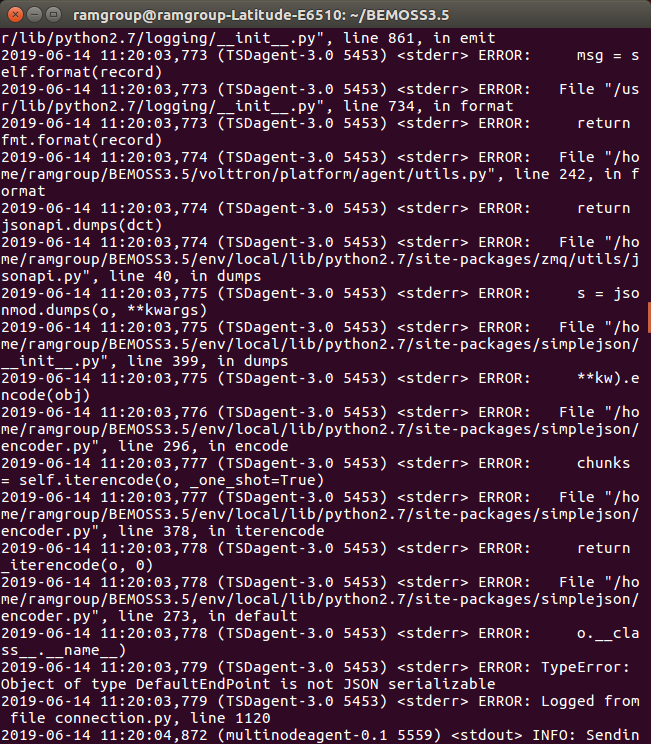 ramgroup@ramgroup-Latitude-E6510: ~/BEMOSS3.5
r/lib/python2.7/logging/__init__.py", line 861, in emit
2019-06-14 11:20:03,773 (TSDagent-3.0 5453) <stderr> ERROR:     msg = s
elf.format(record)
2019-06-14 11:20:03,773 (TSDagent-3.0 5453) <stderr> ERROR:   File "/us
r/lib/python2.7/logging/__init__.py", line 734, in format
2019-06-14 11:20:03,773 (TSDagent-3.0 5453) <stderr> ERROR:     return
fmt.format(record)
2019-06-14 11:20:03,774 (TSDagent-3.0 5453) <stderr> ERROR:   File "/ho
me/ramgroup/BEMOSS3.5/volttron/platform/agent/utils.py", line 242, in f
ormat
2019-06-14 11:20:03,774 (TSDagent-3.0 5453) <stderr> ERROR:     return
jsonapi.dumps(dct)
2019-06-14 11:20:03,774 (TSDagent-3.0 5453) <stderr> ERROR:   File "/ho
me/ramgroup/BEMOSS3.5/env/local/lib/python2.7/site-packages/zmq/utils/j
sonapi.py", line 40, in dumps
2019-06-14 11:20:03,775 (TSDagent-3.0 5453) <stderr> ERROR:     s = jso
nmod.dumps(o, **kwargs)
2019-06-14 11:20:03,775 (TSDagent-3.0 5453) <stderr> ERROR:   File "/ho
me/ramgroup/BEMOSS3.5/env/local/lib/python2.7/site-packages/simplejson/
__init__.py", line 399, in dumps
2019-06-14 11:20:03,775 (TSDagent-3.0 5453) <stderr> ERROR:     **kw).e
ncode(obj)
2019-06-14 11:20:03,776 (TSDagent-3.0 5453) <stderr> ERROR:   File "/ho
me/ramgroup/BEMOSS3.5/env/local/lib/python2.7/site-packages/simplejson/
encoder.py", line 296, in encode
2019-06-14 11:20:03,777 (TSDagent-3.0 5453) <stderr> ERROR:     chunks
= self.iterencode(o, _one_shot=True)
2019-06-14 11:20:03,777 (TSDagent-3.0 5453) <stderr> ERROR:   File "/ho
me/ramgroup/BEMOSS3.5/env/local/lib/python2.7/site-packages/simplejson/
encoder.py", line 378, in iterencode
2019-06-14 11:20:03,778 (TSDagent-3.0 5453) <stderr> ERROR:     return
_iterencode(o, 0)
2019-06-14 11:20:03,778 (TSDagent-3.0 5453) <stderr> ERROR:   File "/ho
me/ramgroup/BEMOSS3.5/env/local/lib/python2.7/site-packages/simplejson/
encoder.py", line 273, in default
2019-06-14 11:20:03,778 (TSDagent-3.0 5453) <stderr> ERROR:     o.__cla
ss__.__name__)
2019-06-14 11:20:03,779 (TSDagent-3.0 5453) <stderr> ERROR: TypeError:
Object of type DefaultEndPoint is not JSON serializable
2019-06-14 11:20:03,779 (TSDagent-3.0 5453) <stderr> ERROR: Logged from
 file connection.py, line 1120
2019-06-14 11:20:04,872 (multinodeagent-0.1 5559) <stdout> INFO: Sendin